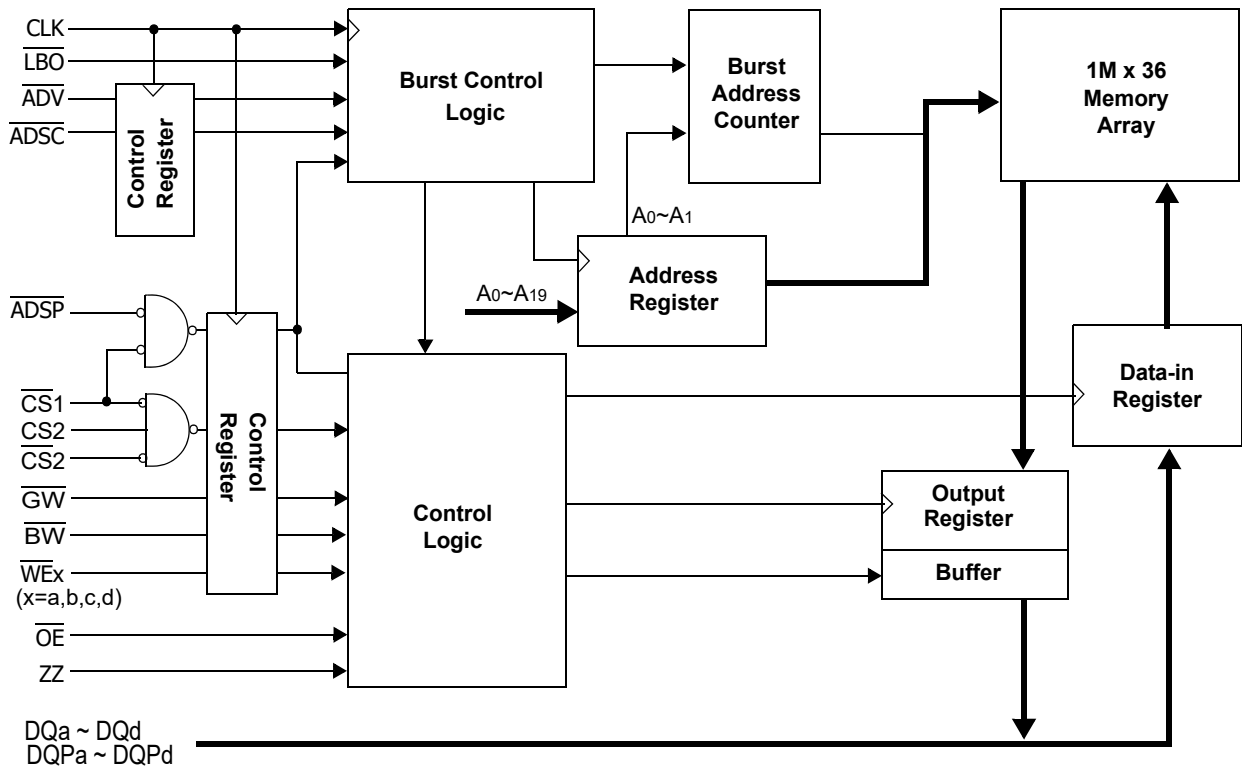 CLK
LBO
ADV
ADSC
Control
Register
Burst Control
Logic
Burst
Address
Counter
1M x 36
Memory
Array
A0~A1
Address
Register
A0~A19
ADSP
CS1
CS2
CS2
GW
BW
WEx
(x=a,b,c,d)
OE
ZZ
Control
Register
Control
Logic
Data-in
Register
Output
Register
Buffer
DQa ~ DQd
DQPa ~ DQPd